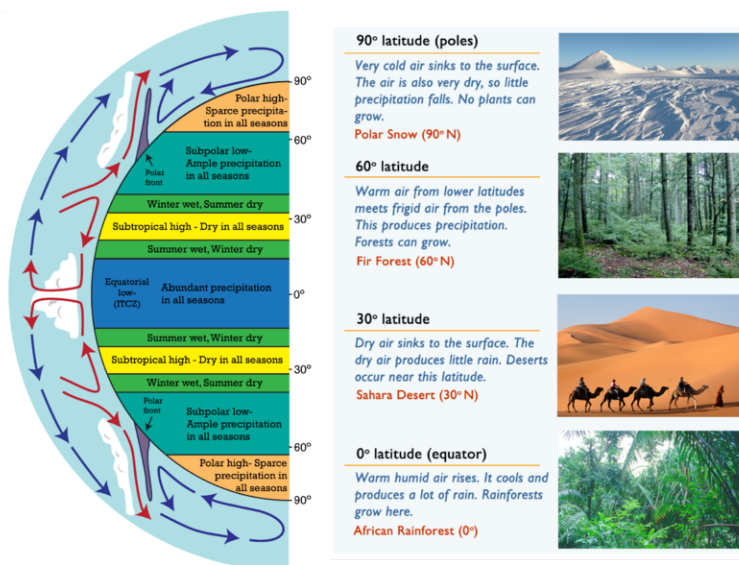 90°
Polar high-
Sparce precipita-
tion in all seasons
60°
Subpolar low-
Ample precipitation
in all seasons
Polar
front
Winter wet, Summer dry
30°
Subtropical high - Dry in all seasons
Summer wet, Winter dry
Equatorial
low-
(ITCZ)
Abundant precipitation
in all seasons
0°
Summer wet, Winter dry
Subtropical high - Dry in all seasons
30°
Winter wet, Summer dry
Polar
front
Subpolar low-
Ample precipitation
in all seasons
60°
Polar high- Sparce
precipitation in
all seasons
90°
90° latitude (poles)
Very cold air sinks to the surface.
The air is also very dry, so little
precipitation falls. No plants can
grow.
Polar Snow (90° N)
60° latitude
Warm air from lower latitudes
meets frigid air from the poles.
This produces precipitation.
Forests can grow.
Fir Forest (60° N)
30° latitude
Dry air sinks to the surface. The
dry air produces little rain. Deserts
occur near this latitude.
Sahara Desert (30° N)
0° latitude (equator)
Warm humid air rises. It cools and
produces a lot of rain. Rainforests
grow here.
African Rainforest (0°)